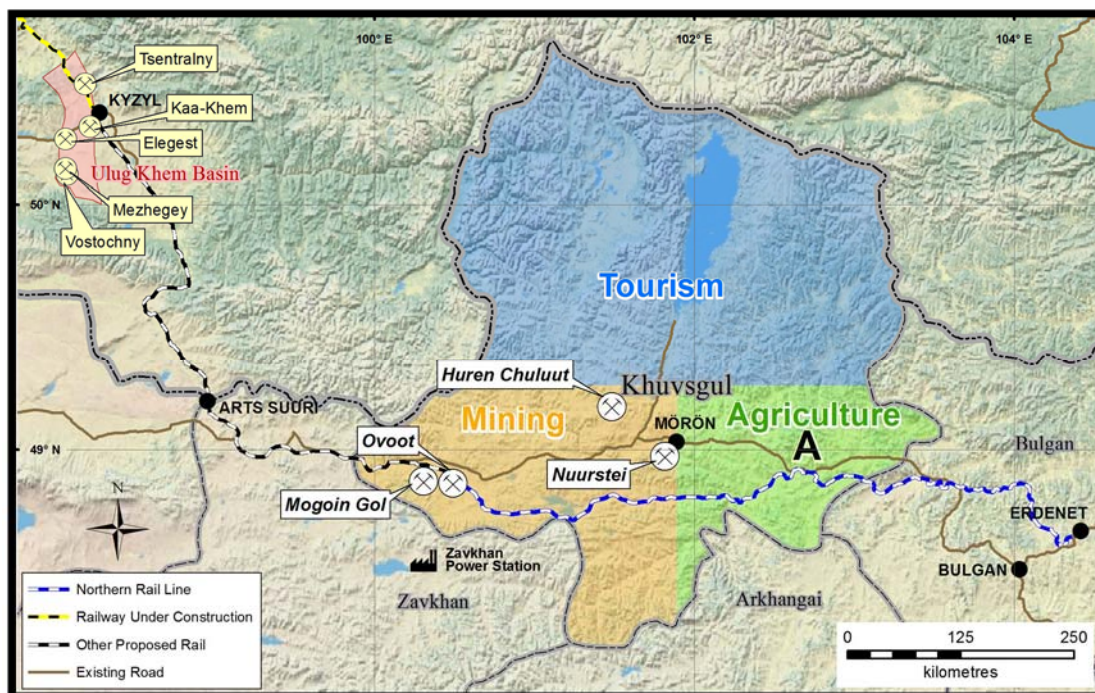 100° E
102° E
104° E
Tsentralny
KYZYL
Kaa-Khem
Elegest
Ulug Khem Basin
50° N
Mezhegey
Vostochny
Tourism
Huren Chuluut
Khuvsgul
ARTS SUURI
Mining
Agriculture
MÖRÖN
A
Ovoot
49° N
Nuurstei
Bulgan
Mogoin Gol
N
ERDENET
Zavkhan
Power Station
BULGAN
Zavkhan
Arkhangai
Northern Rail Line
Railway Under Construction
Other Proposed Rail
Existing Road
0 125 250
kilometres